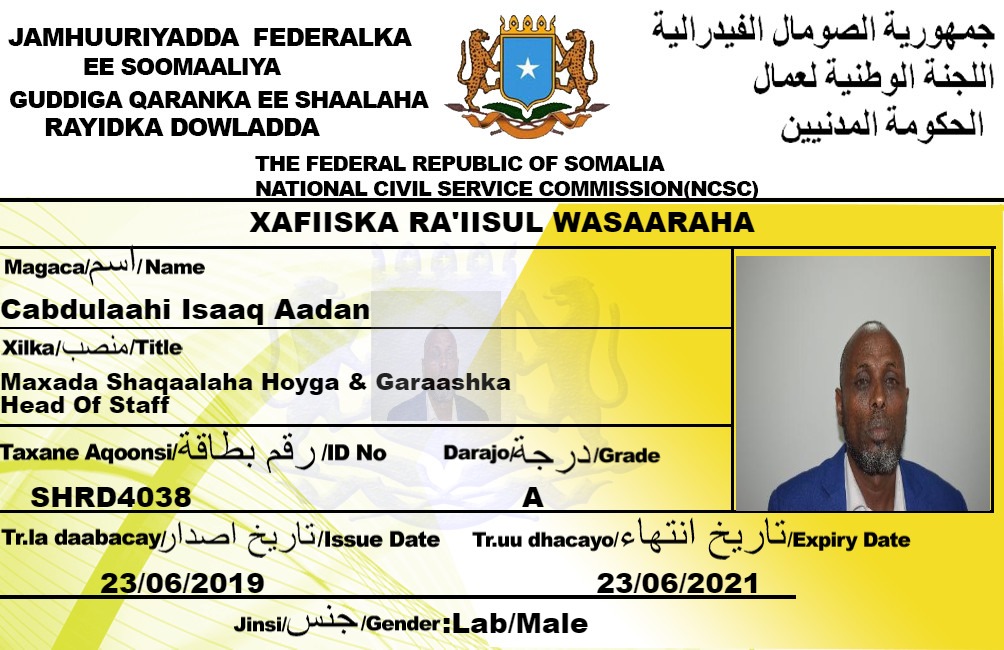 JAMHUURIYADDA FEDERALKA
EE SOOMAALIYA
GUDDIGA QARANKA EE SHAALAHA
RAYIDKA DOWLADDA
جمهورية الصومال الفيدرالية
اللجنة الوطنية لعمال
الحكومة المدنيين
THE FEDERAL REPUBLIC OF SOMALIA
NATIONAL CIVIL SERVICE COMMISSION(NCSC)
XAFIISKA RA'IISUL WASAARAHA
Magaca/اسم/Name
Cabdulaahi Isaaq Aadan
Xilka/منصب/Title
Maxada Shaqaalaha Hoyga & Garaashka
Head Of Staff
Taxane Aqoonsi/رقم بطاقة/ID No
Darajo/درجة/Grade
SHRD4038
A
Tr.la daabacay/تاريخ اصدار/Issue Date
Tr.uu dhacayo/تاريخ انتهاء/Expiry Date
23/06/2019
23/06/2021
Jinsi/جنس/Gender:Lab/Male